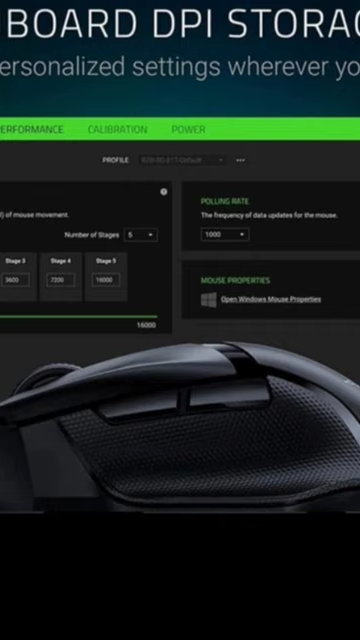 BOARD DPI STORA
ersonalized settings wherever yo
ERFORMANCE CALIBRATION POWER
PROFILE
) of mouse movement.
Number of Stages 5
Stage 3 Stage 4 Stage 5
3600 7200 16000
16000
POLLING RATE
The frequency of data updates for the mouse.
1000
MOUSE PROPERTIES
Open Windows Mouse Properties